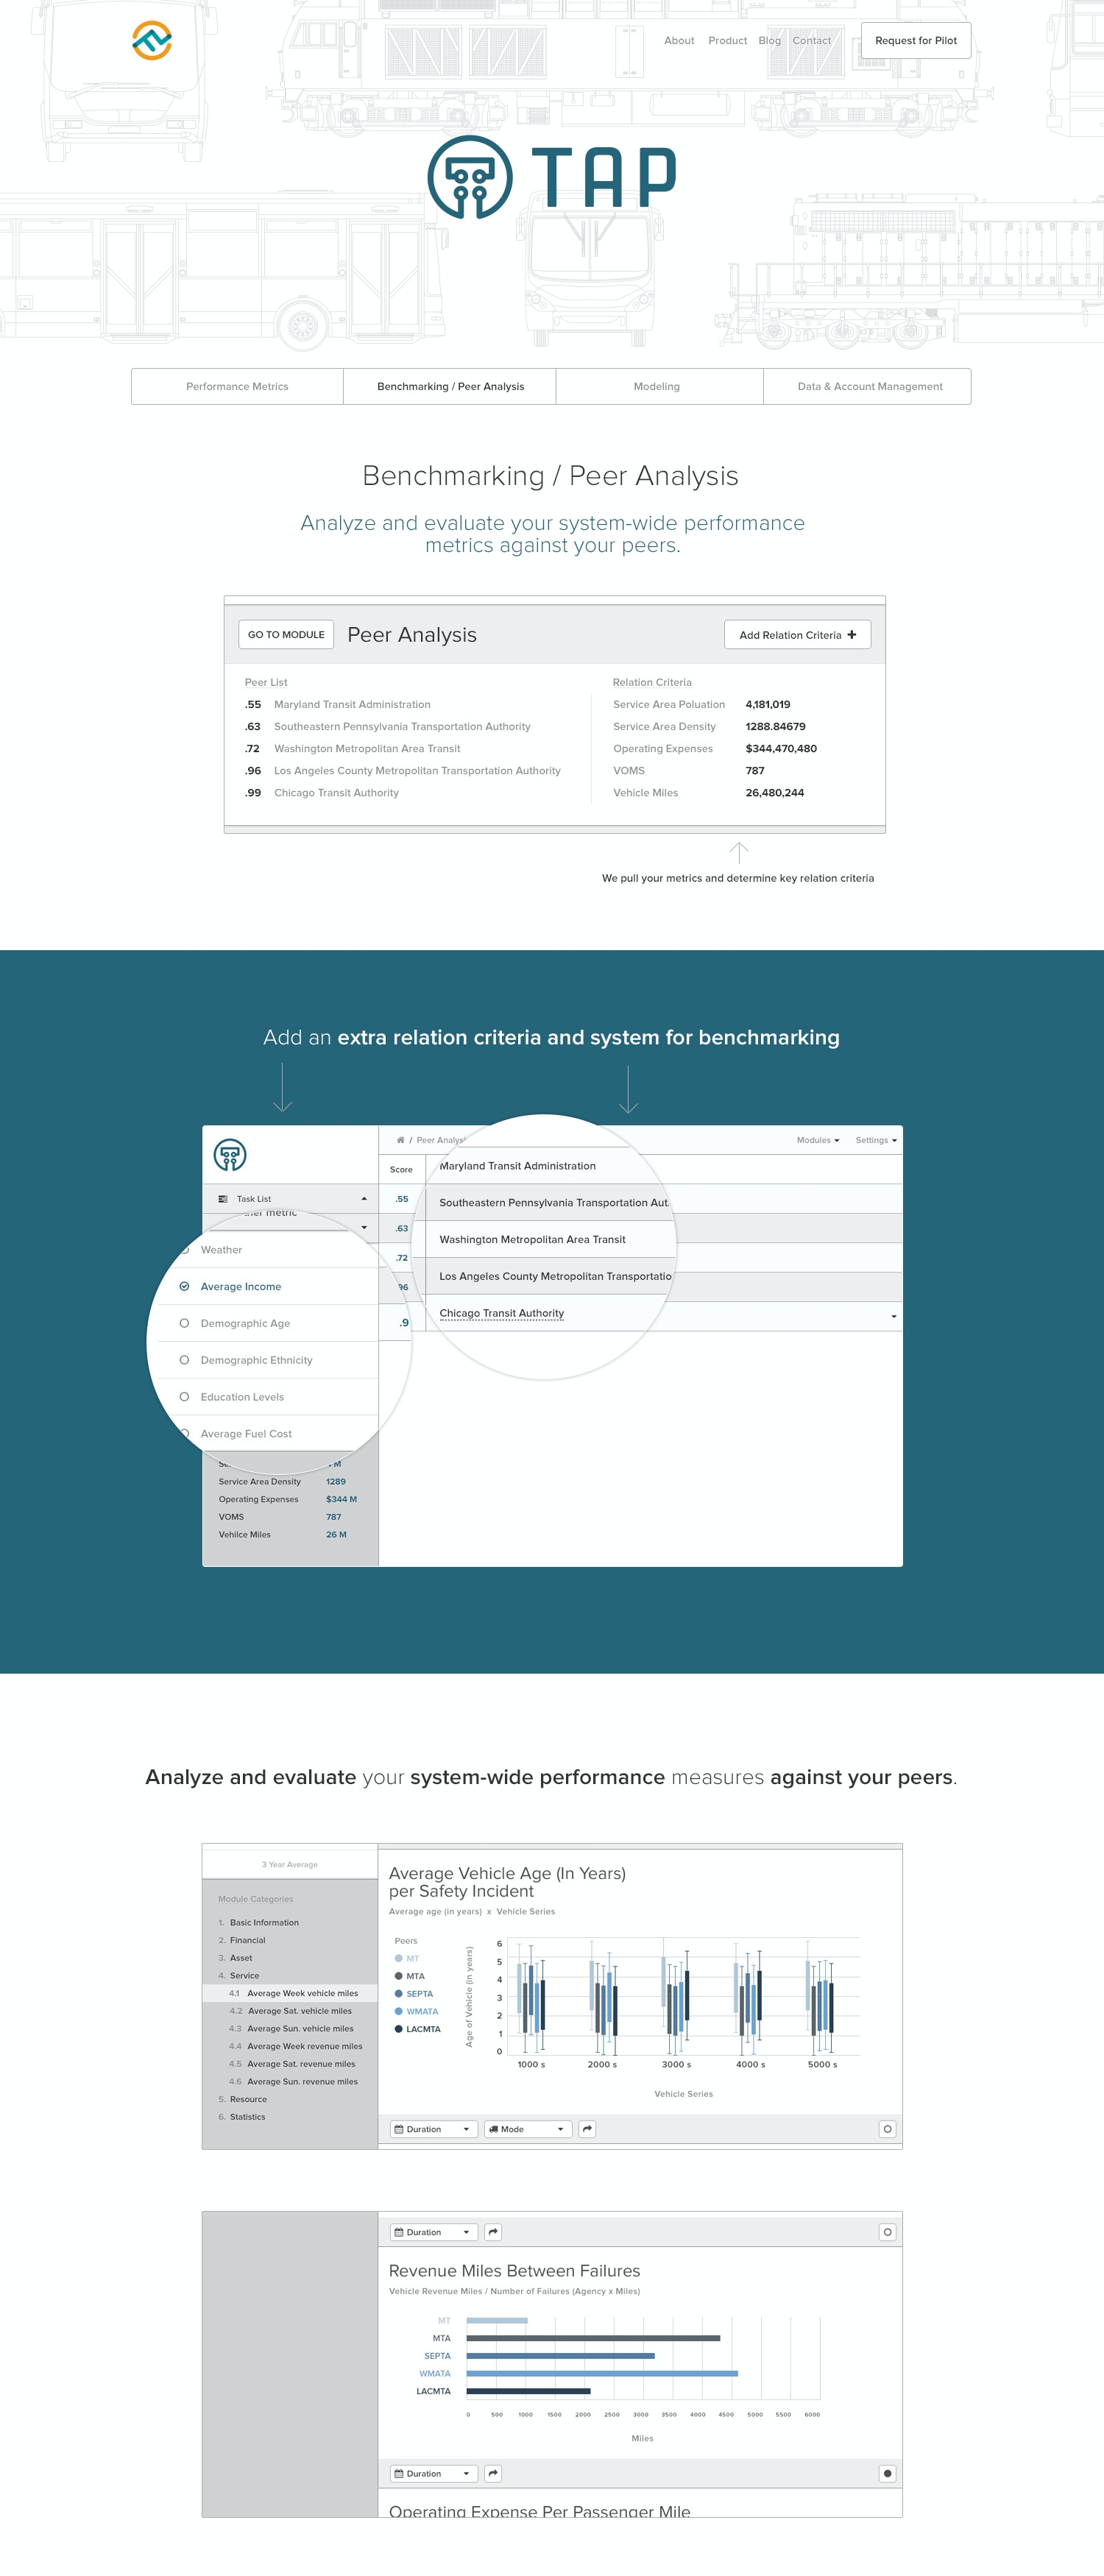 About Product Blog Contact Request for Pilot
TAP
Performance Metrics Benchmarking / Peer Analysis Modeling Data & Account Management
Benchmarking / Peer Analysis
Analyze and evaluate your system-wide performance
metrics against your peers.
GO TO MODULE Peer Analysis Add Relation Criteria
Peer List Relation Criteria
.55 Maryland Transit Administration Service Area Poluation 4,181,019
.63 Southeastern Pennsylvania Transportation Authority Service Area Density 1288.84679
.72 Washington Metropolitan Area Transit Operating Expenses $344,470,480
.96 Los Angeles County Metropolitan Transportation Authority VOMS 787
.99 Chicago Transit Authority Vehicle Miles 26,480,244
We pull your metrics and determine key relation criteria
Add an extra relation criteria and system for benchmarking
/ Peer Analysi Modules Settings
Score Maryland Transit Administration
Task List .55 Southeastern Pennsylvania Transportation Aut
metric .63
Weather .72 Washington Metropolitan Area Transit
Average Income 96 Los Angeles County Metropolitan Transportatio
Demographic Age .9 Chicago Transit Authority
Demographic Ethnicity
Education Levels
Average Fuel Cost
Se M
Service Area Density 1289
Operating Expenses $344 M
VOMS 787
Vehilce Miles 26 M
Analyze and evaluate your system-wide performance measures against your peers.
3 Year Average
Module Categories
1. Basic Information
2. Financial
3. Asset
4. Service
4.1 Average Week vehicle miles
4.2 Average Sat. vehicle miles
4.3 Average Sun. vehicle miles
4.4 Average Week revenue miles
4.5 Average Sat. revenue miles
4.6 Average Sun. revenue miles
5. Resource
6. Statistics
Average Vehicle Age (In Years)
per Safety Incident
Average age (in years) x Vehicle Series
Peers
MT
MTA
SEPTA
WMATA
LACMTA
Age of Vehicle (in years)
6
5
4
3
2
1
0
1000 s 2000 s 3000 s 4000 s 5000 s
Vehicle Series
Duration Mode
Duration
Revenue Miles Between Failures
Vehicle Revenue Miles / Number of Failures (Agency x Miles)
MT
MTA
SEPTA
WMATA
LACMTA
0 500 1000 1500 2000 2500 3000 3500 4000 4500 5000 5500 6000
Miles
Duration
Operating Expense Per Passenger Mile